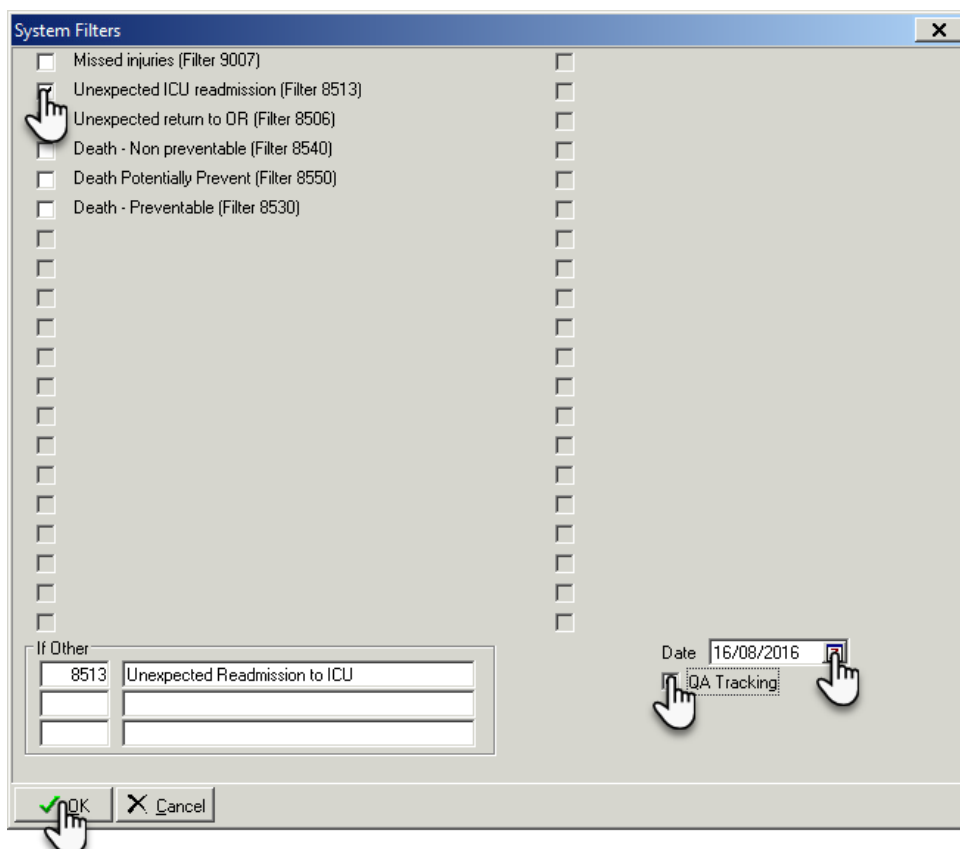 System Filters
Missed injuries (Filter 9007)
Unexpected ICU readmission (Filter 8513)
Unexpected return to OR (Filter 8506)
Death - Non preventable (Filter 8540)
Death Potentially Prevent (Filter 8550)
Death - Preventable (Filter 8530)
If Other
8513 Unexpected Readmission to ICU
Date 16/08/2016
QA Tracking
OK Cancel